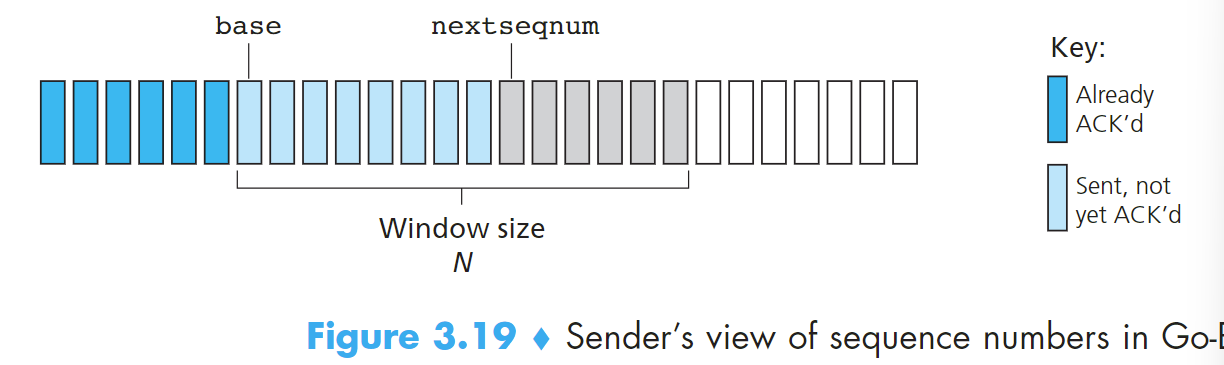 base
nextseqnum
Key:
Already
ACK'd
Sent, not
yet ACK'd
Window size
N
Figure 3.19 ♦ Sender's view of sequence numbers in Go-